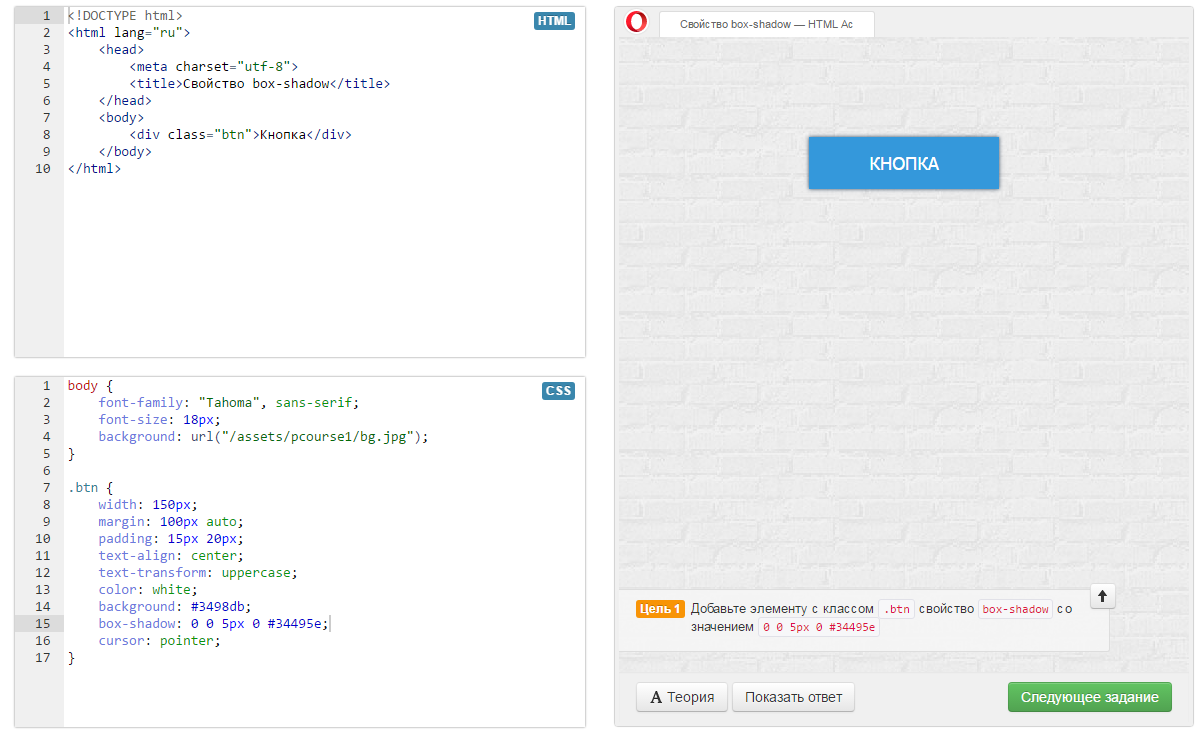 HTML
1 <!DOCTYPE html>
2 <html lang="ru">
3 <head>
4 <meta charset="utf-8">
5 <title>Свойство box-shadow</title>
6 </head>
7 <body>
8 <div class="btn">Кнопка</div>
9 </body>
10 </html>
CSS
1 body {
2 font-family: "Tahoma", sans-serif;
3 font-size: 18px;
4 background: url("/assets/pcourse1/bg.jpg");
5 }
6
7 .btn {
8 width: 150px;
9 margin: 100px auto;
10 padding: 15px 20px;
11 text-align: center;
12 text-transform: uppercase;
13 color: white;
14 background: #3498db;
15 box-shadow: 0 0 5px 0 #34495e;
16 cursor: pointer;
17 }
Свойство box-shadow — HTML Ac
КНОПКА
Цель 1 Добавьте элементу с классом .btn свойство box-shadow со
значением 0 0 5px 0 #34495e
A Теория Показать ответ Следующее задание